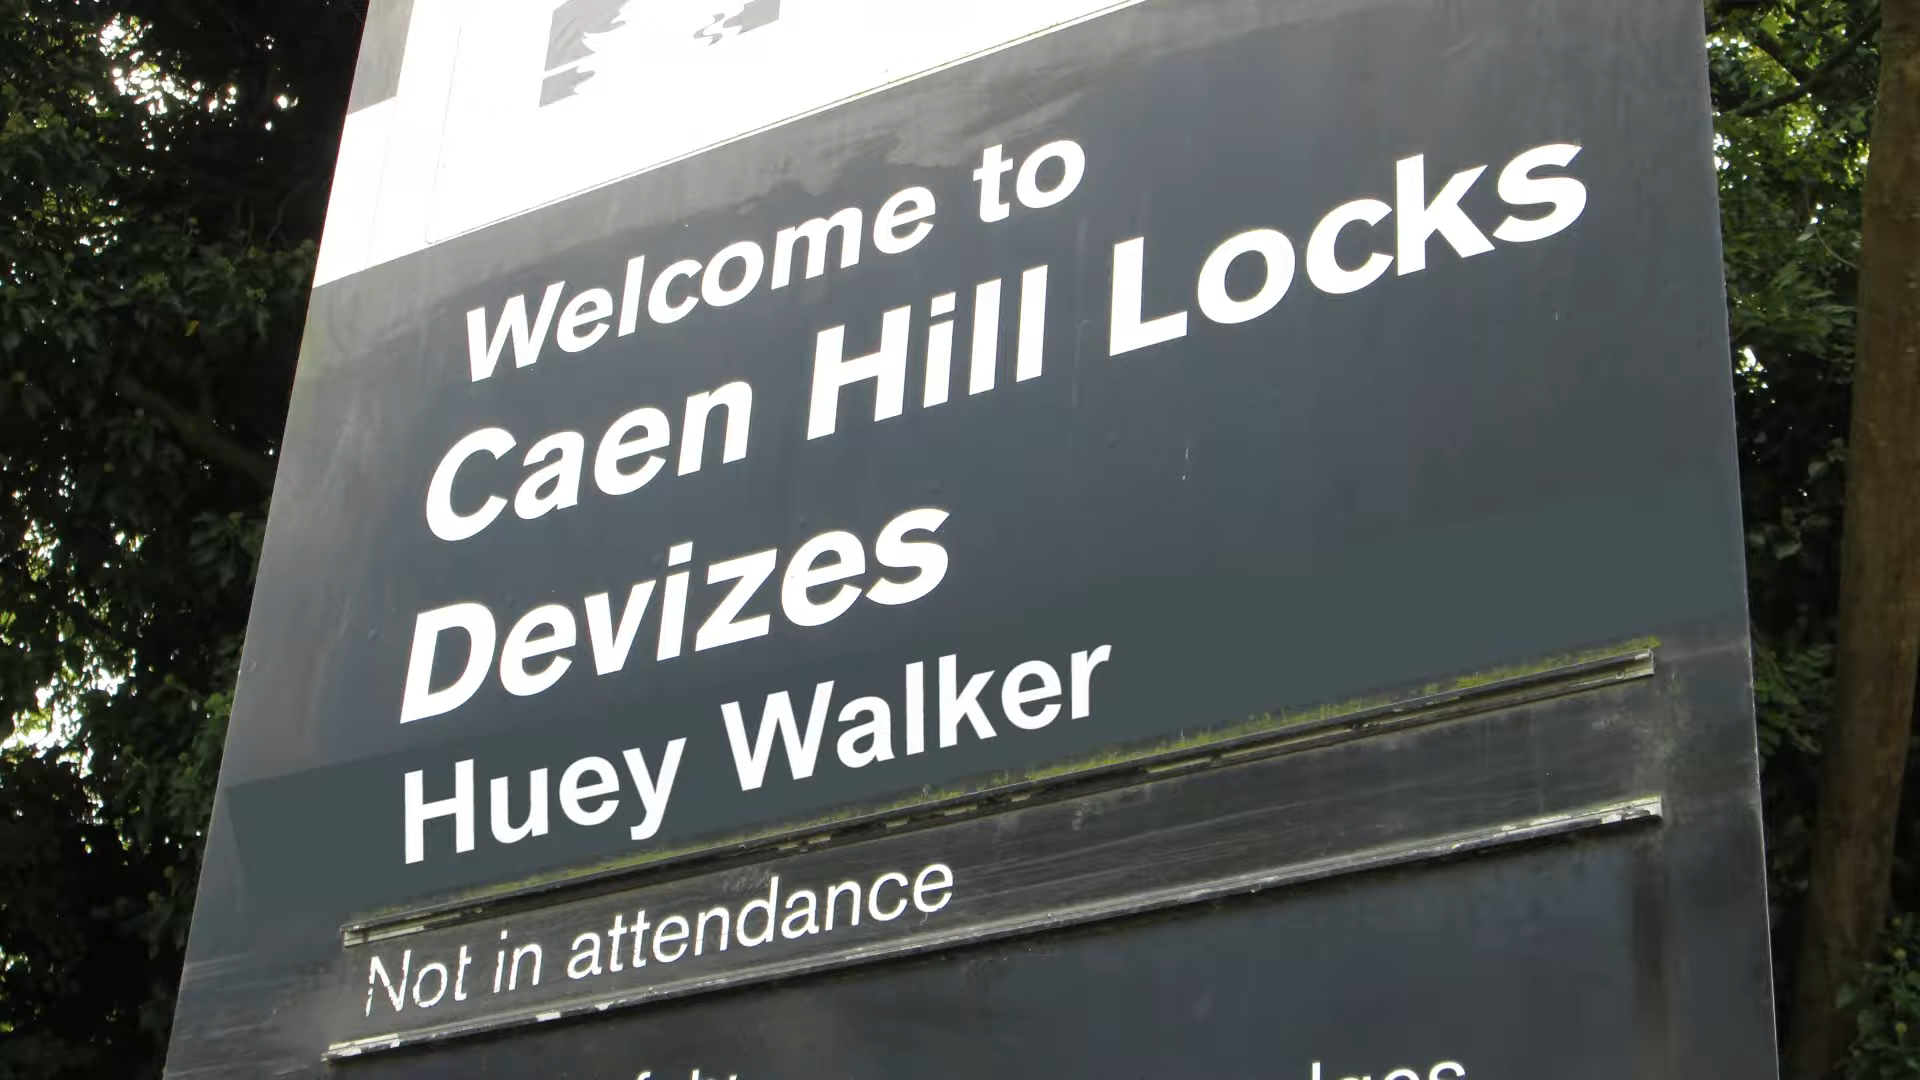 Welcome to
Caen Hill Locks
Devizes
Huey Walker
Not in attendance